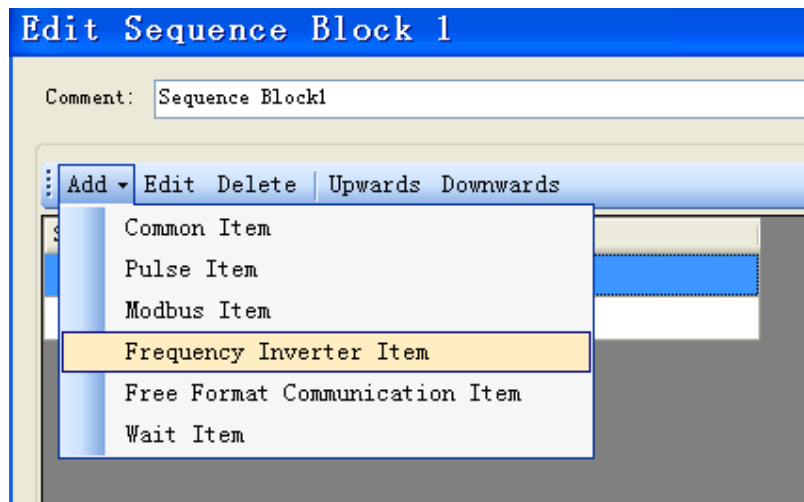 Edit Sequence Block 1
Comment: Sequence Block1
Add Edit Delete Upwards Downwards
Common Item
Pulse Item
Modbus Item
Frequency Inverter Item
Free Format Communication Item
Wait Item